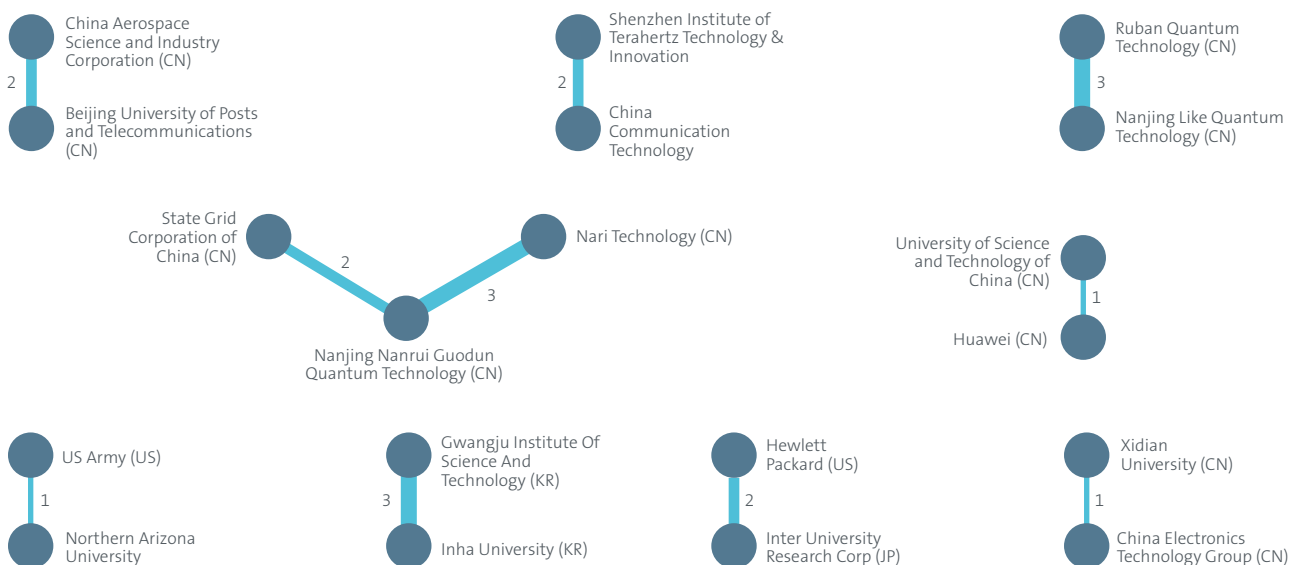 China Aerospace
Science and Industry
Corporation (CN)
2
Beijing University of Posts
and Telecommunications
(CN)
Shenzhen Institute of
Terahertz Technology &
Innovation
2
China
Communication
Technology
Ruban Quantum
Technology (CN)
3
Nanjing Like Quantum
Technology (CN)
State Grid
Corporation of
China (CN)
2
Nari Technology (CN)
3
Nanjing Nanrui Guodun
Quantum Technology (CN)
University of Science
and Technology of
China (CN)
1
Huawei (CN)
US Army (US)
1
Northern Arizona
University
Gwangju Institute Of
Science And
Technology (KR)
3
Inha University (KR)
Hewlett
Packard (US)
2
Inter University
Research Corp (JP)
Xidian
University (CN)
1
China Electronics
Technology Group (CN)